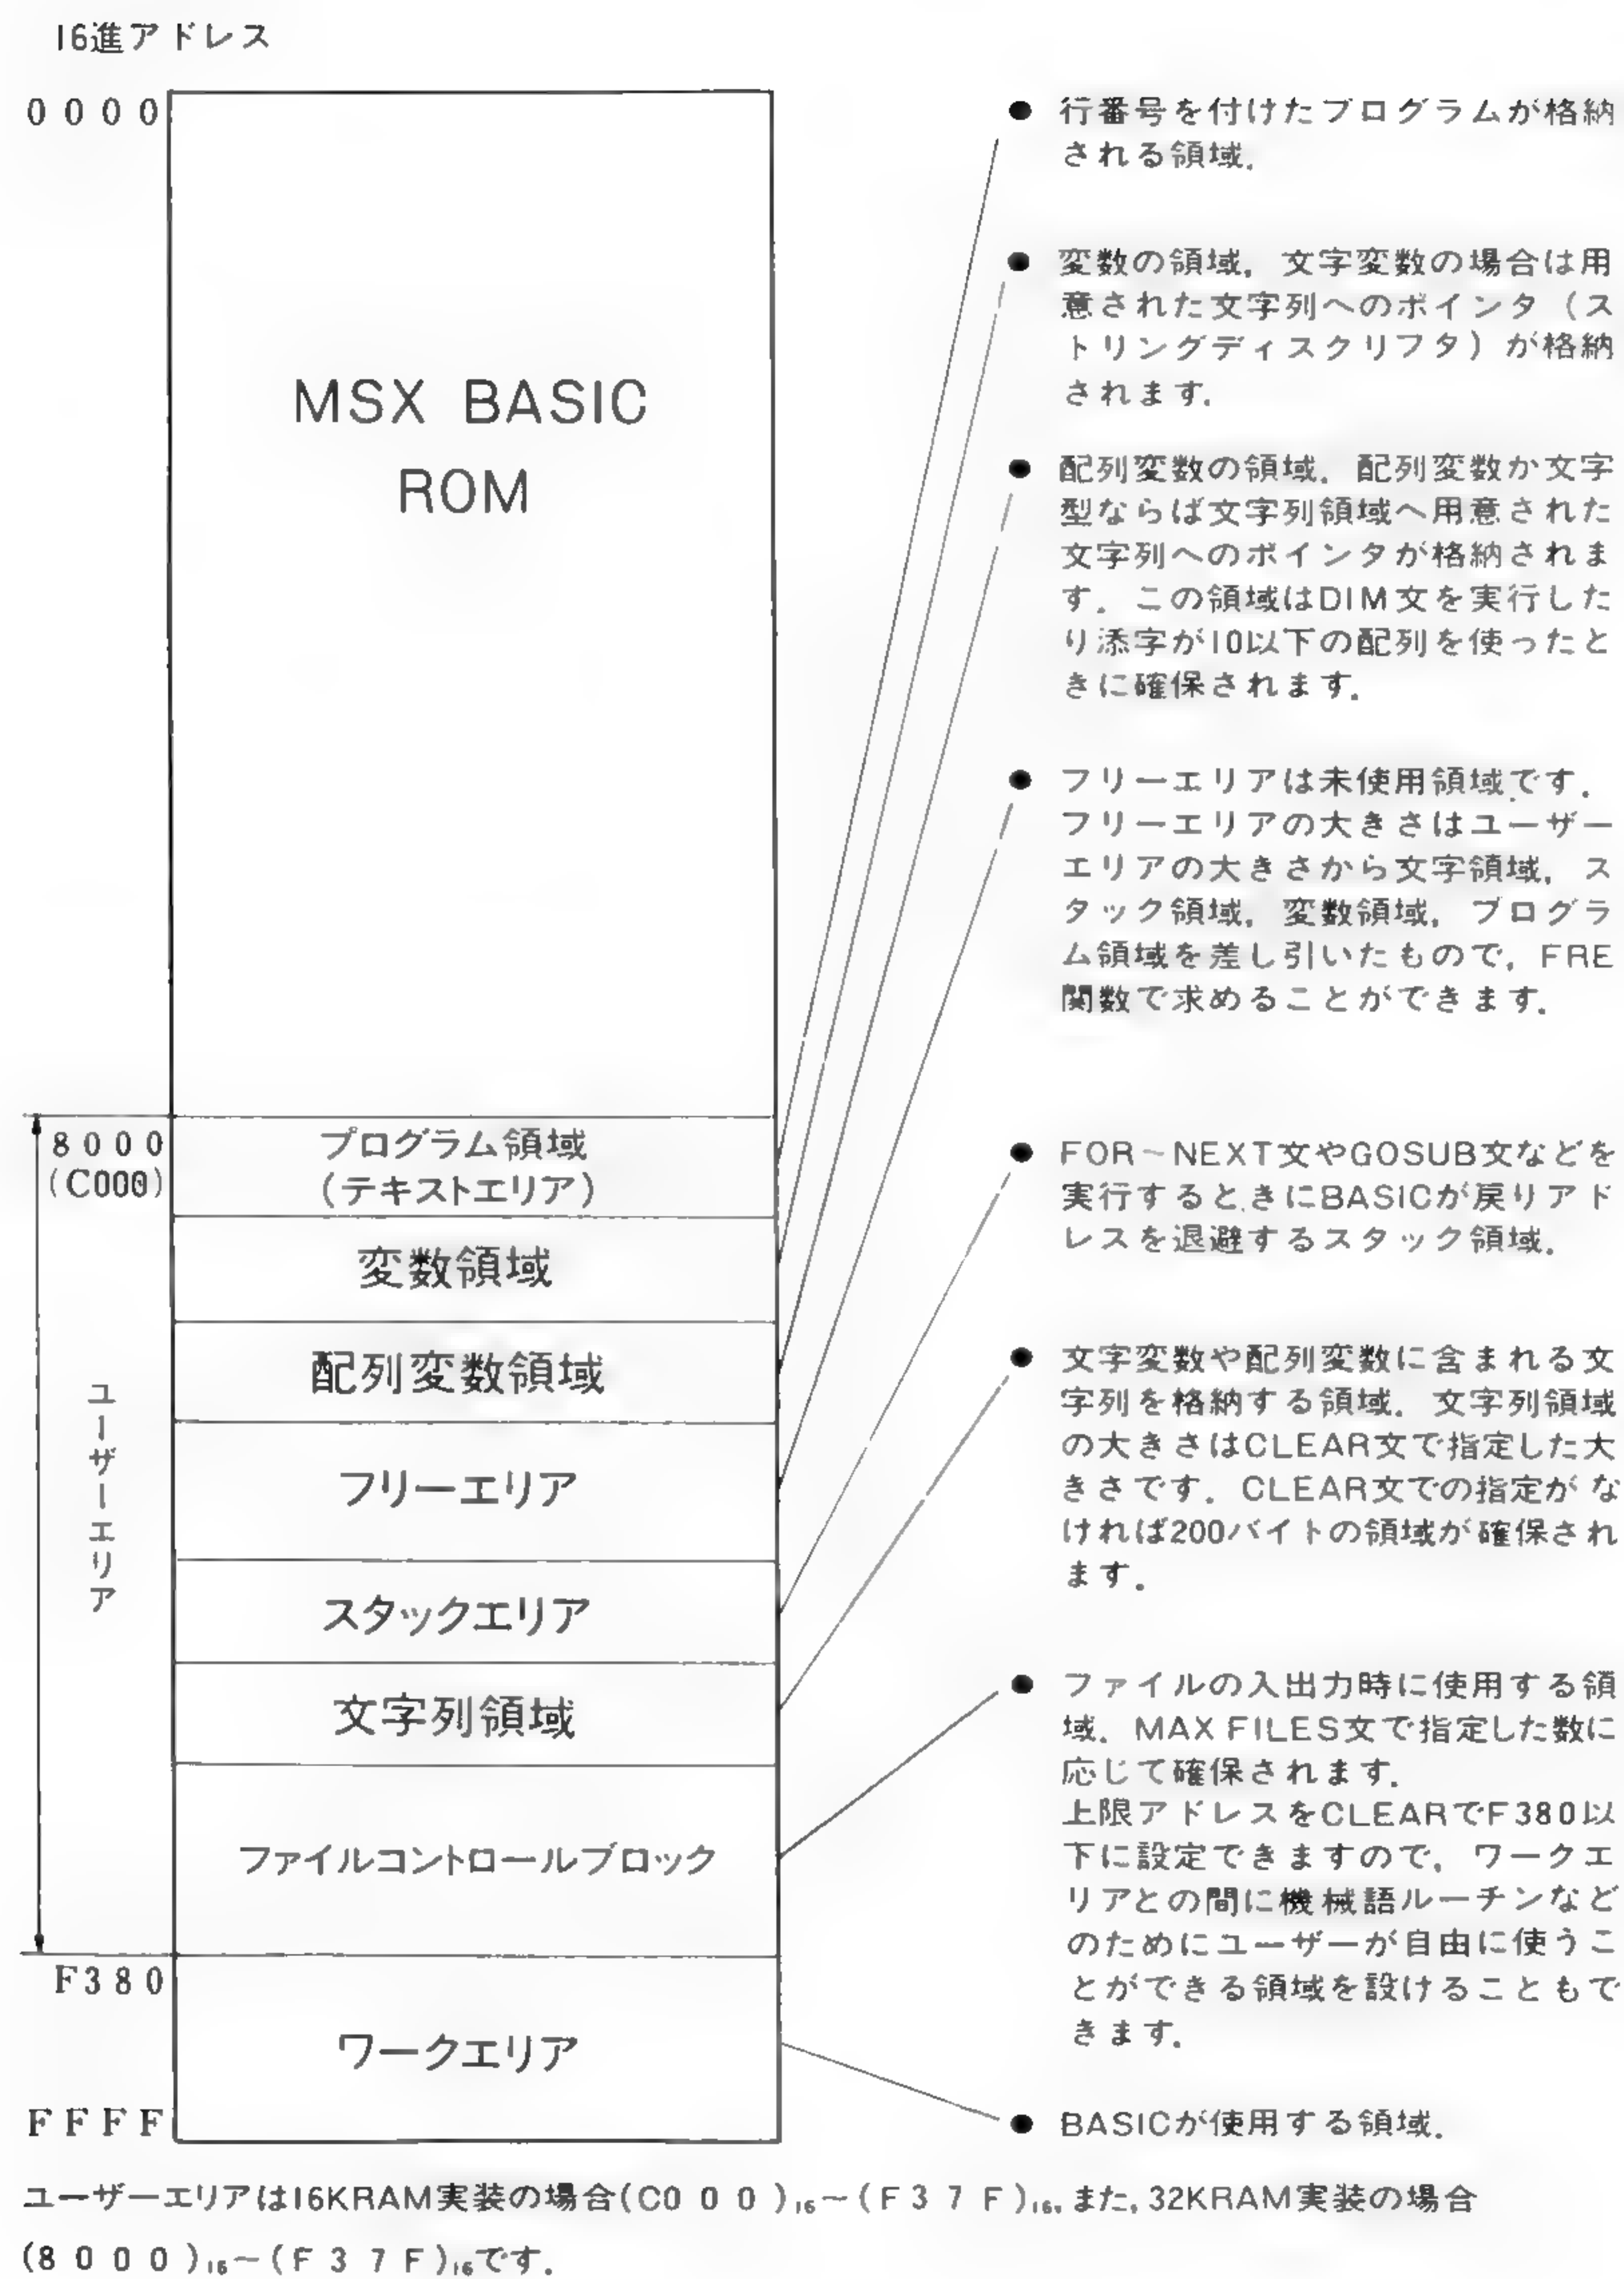 16進アドレス
0000
MSX BASIC
ROM
8000
(C000)
プログラム領域
(テキストエリア)
変数領域
配列変数領域
フリーエリア
スタックエリア
文字列領域
ファイルコントロールブロック
ユーザーエリア
F380
ワークエリア
FFFF
● 行番号を付けたプログラムが格納
される領域.
● 変数の領域. 文字変数の場合は用
意された文字列へのポインタ (ス
トリングディスクリフタ) が格納
されます.
● 配列変数の領域. 配列変数か文字
型ならば文字列領域へ用意された
文字列へのポインタが格納されま
す. この領域はDIM文を実行した
り添字が10以下の配列を使ったと
きに確保されます.
● フリーエリアは未使用領域です.
フリーエリアの大きさはユーザー
エリアの大きさから文字領域, ス
タック領域, 変数領域, プログラ
ム領域を差し引いたもので, FRE
関数で求めることができます.
● FOR~NEXT文やGOSUB文などを
実行するときにBASICが戻りアド
レスを退避するスタック領域.
● 文字変数や配列変数に含まれる文
字列を格納する領域. 文字列領域
の大きさはCLEAR文で指定した大
きさです. CLEAR文での指定がな
ければ200バイトの領域が確保され
ます.
● ファイルの入出力時に使用する領
域. MAX FILES文で指定した数に
応じて確保されます.
上限アドレスをCLEARでF380以
下に設定できますので, ワークエ
リアとの間に機械語ルーチンなど
のためにユーザーが自由に使うこ
とができる領域を設けることもで
きます.
● BASICが使用する領域.
ユーザーエリアは16KRAM実装の場合(C000)₁₆~(F37F)₁₆, また, 32KRAM実装の場合
(8000)₁₆~(F37F)₁₆です.